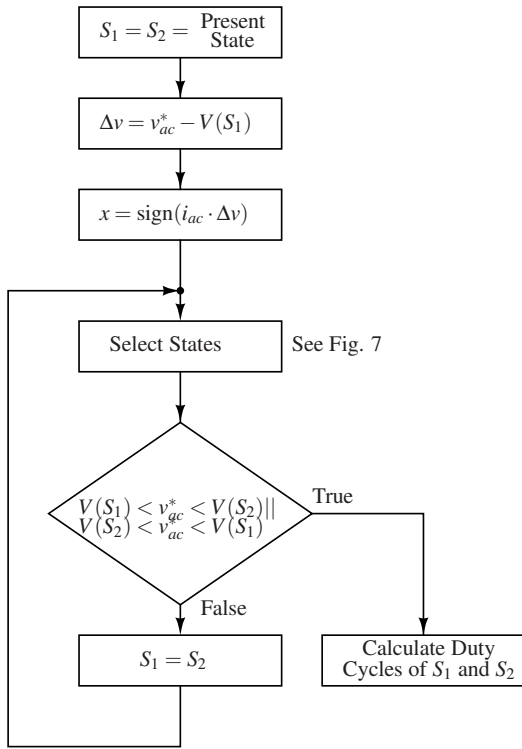 S₁ = S₂ = Present State
Δv = v*ac − V(S₁)
x = sign(iac · Δv)
Select States
See Fig. 7
V(S₁) < v*ac < V(S₂)||
V(S₂) < v*ac < V(S₁)
True
False
S₁ = S₂
Calculate Duty
Cycles of S₁ and S₂